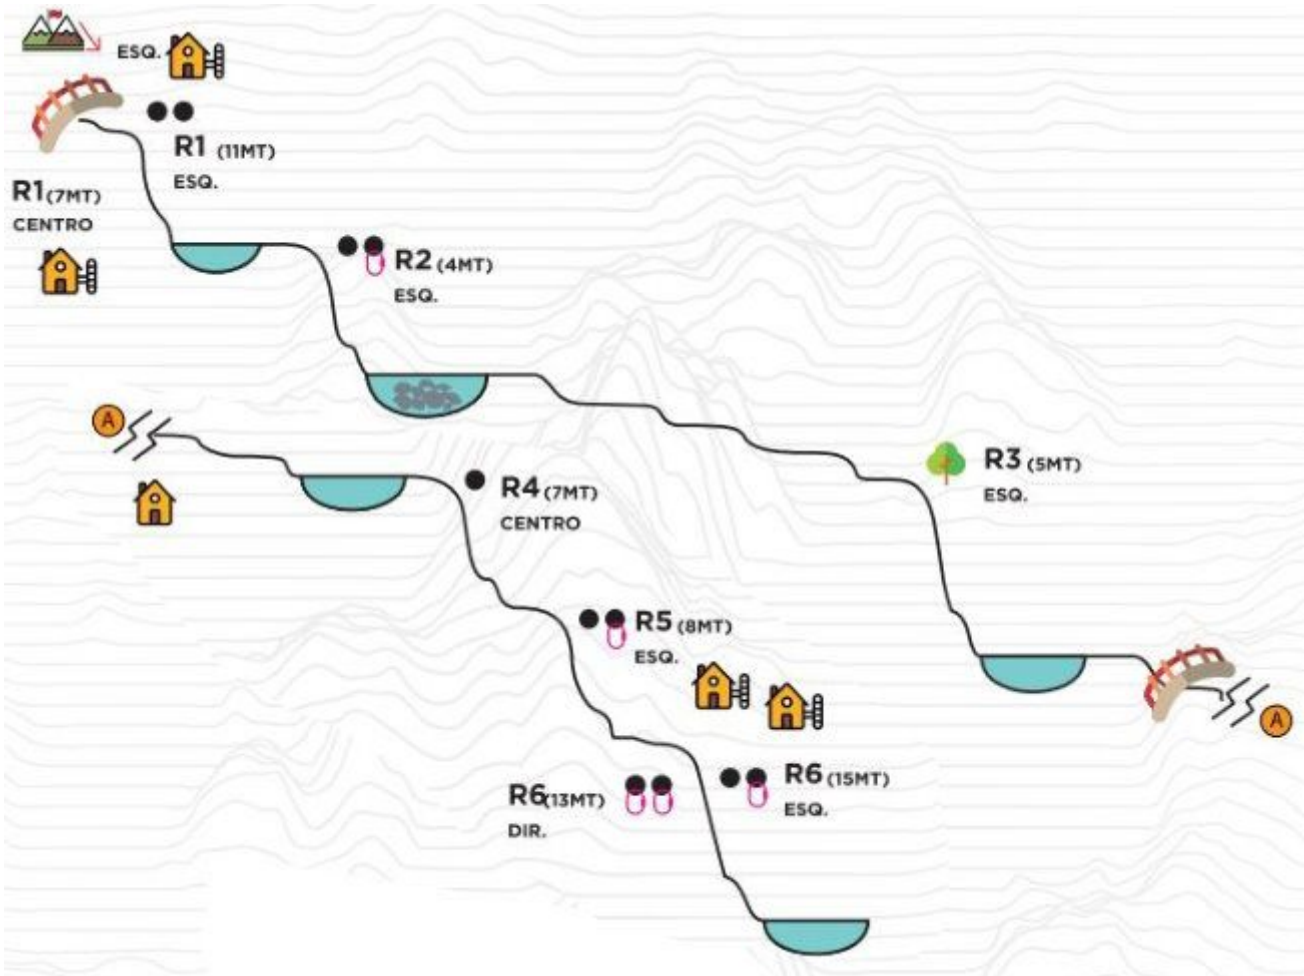 ESQ.
R1 (11MT)
ESQ.
R1 (7MT)
CENTRO
R2 (4MT)
ESQ.
A
R3 (5MT)
ESQ.
R4 (7MT)
CENTRO
R5 (8MT)
ESQ.
A
R6 (13MT)
DIR.
R6 (15MT)
ESQ.